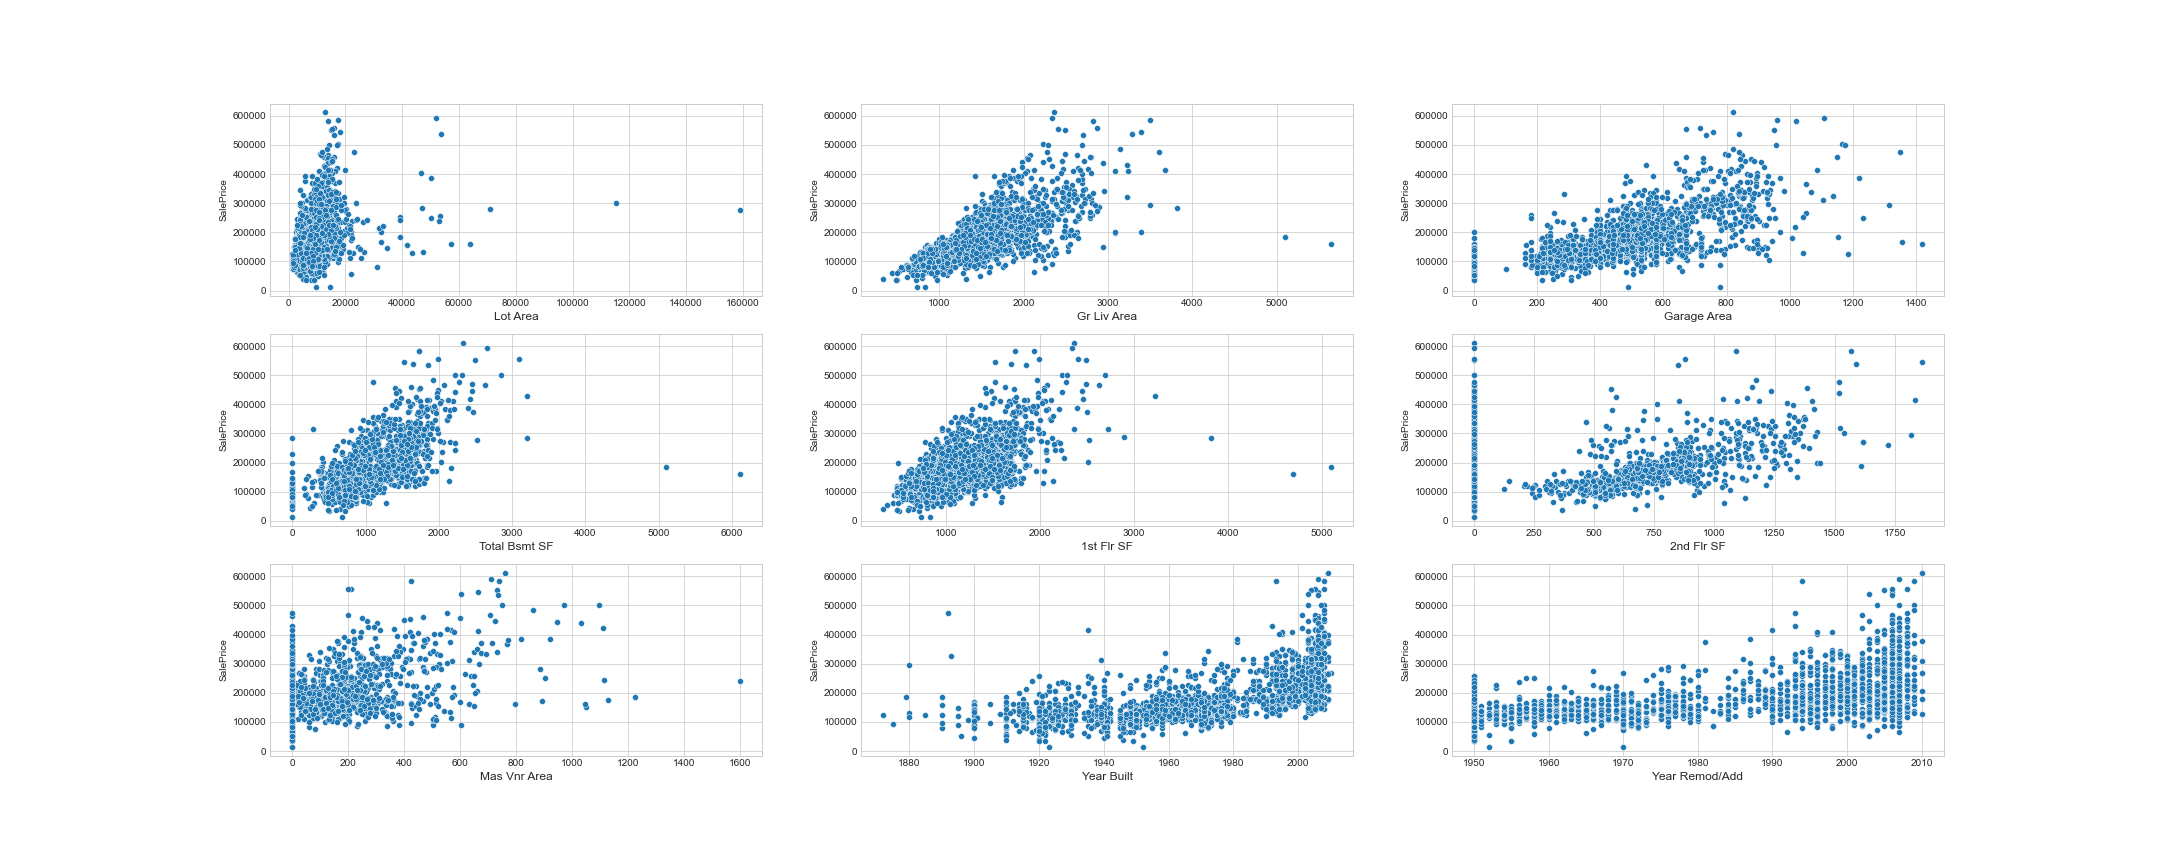 SalePrice
600000
500000
400000
300000
200000
100000
0
0 20000 40000 60000 80000 100000 120000 140000 160000
Lot Area
SalePrice
600000
500000
400000
300000
200000
100000
0
1000 2000 3000 4000 5000
Gr Liv Area
SalePrice
600000
500000
400000
300000
200000
100000
0
0 200 400 600 800 1000 1200 1400
Garage Area
SalePrice
600000
500000
400000
300000
200000
100000
0
0 1000 2000 3000 4000 5000 6000
Total Bsmt SF
SalePrice
600000
500000
400000
300000
200000
100000
0
1000 2000 3000 4000 5000
1st Flr SF
SalePrice
600000
500000
400000
300000
200000
100000
0
0 250 500 750 1000 1250 1500 1750
2nd Flr SF
SalePrice
600000
500000
400000
300000
200000
100000
0
0 200 400 600 800 1000 1200 1400 1600
Mas Vnr Area
SalePrice
600000
500000
400000
300000
200000
100000
0
1880 1900 1920 1940 1960 1980 2000
Year Built
SalePrice
600000
500000
400000
300000
200000
100000
0
1950 1960 1970 1980 1990 2000 2010
Year Remod/Add